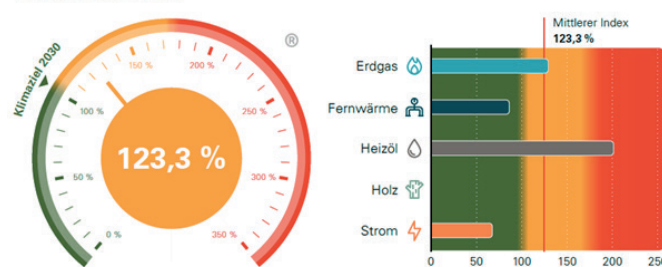 ®
Klimaziel 2030
0 %
50 %
100 %
150 %
200 %
250 %
300 %
350 %
123,3 %
Mittlerer Index
123,3 %
Erdgas
Fernwärme
Heizöl
Holz
Strom
0 50 100 150 200 250